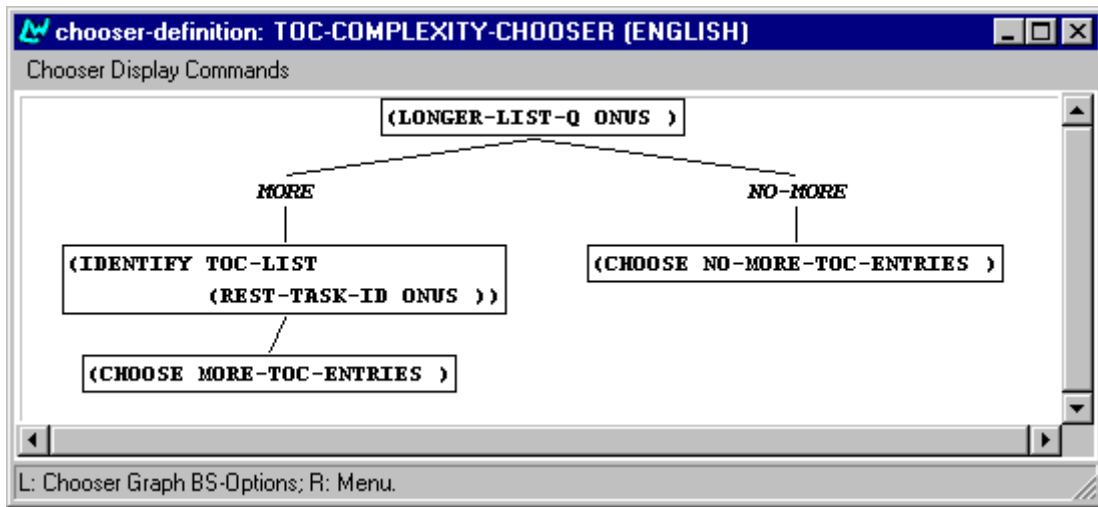 chooser-definition: TOC-COMPLEXITY-CHOOSER (ENGLISH)
Chooser Display Commands
(LONGER-LIST-Q ONUS )
MORE
NO-MORE
(IDENTIFY TOC-LIST
(REST-TASK-ID ONUS ))
(CHOOSE NO-MORE-TOC-ENTRIES )
(CHOOSE MORE-TOC-ENTRIES )
L: Chooser Graph BS-Options; R: Menu.